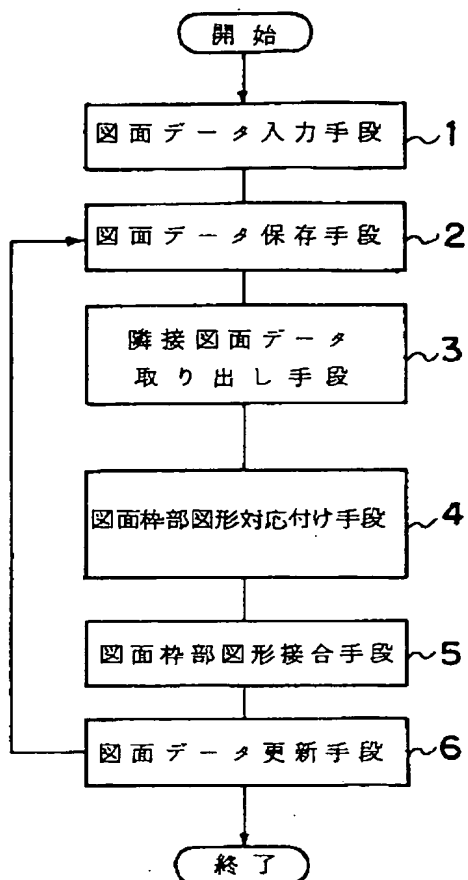 開始
図面データ入力手段 1
図面データ保存手段 2
隣接図面データ
取り出し手段 3
図面枠部図形対応付け手段 4
図面枠部図形接合手段 5
図面データ更新手段 6
終了